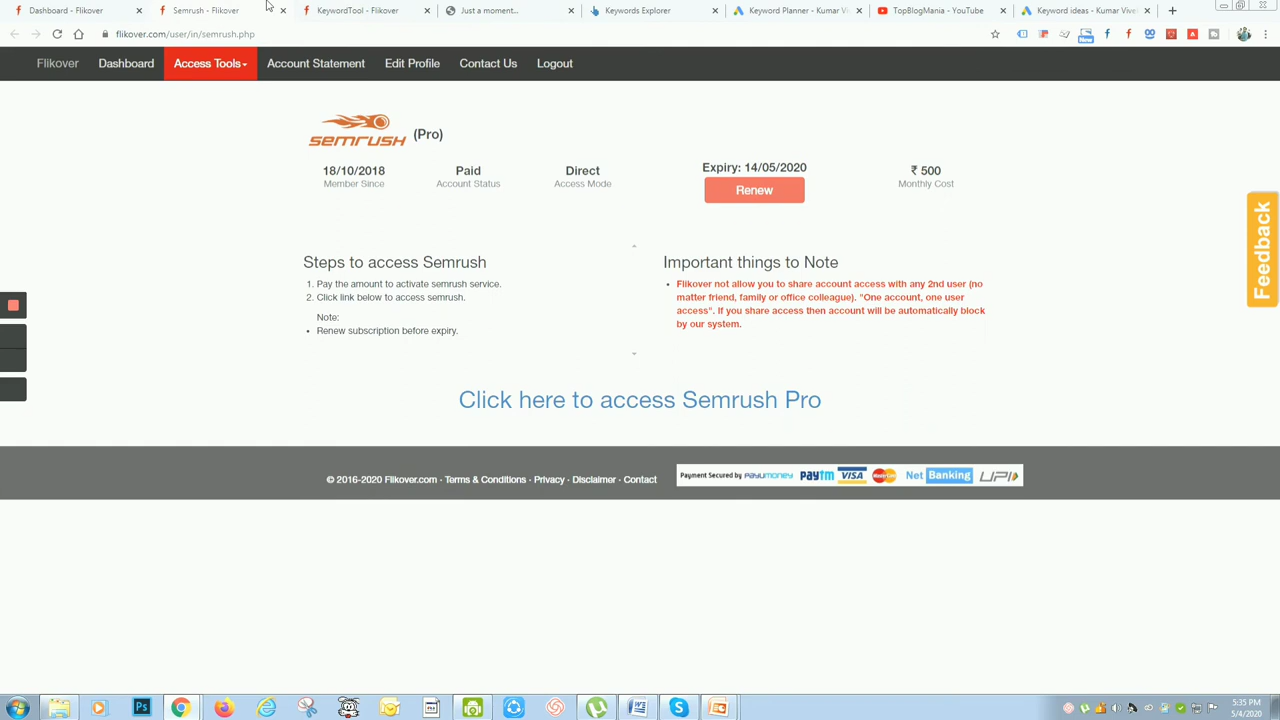 Dashboard - Flikover
Semrush - Flikover
KeywordTool - Flikover
Just a moment...
Keywords Explorer
Keyword Planner - Kumar Vi
TopBlogMania - YouTube
Keyword ideas - Kumar Vive
flikover.com/user/in/semrush.php
New
Flikover
Dashboard
Access Tools
Account Statement
Edit Profile
Contact Us
Logout
semrush (Pro)
18/10/2018
Member Since
Paid
Account Status
Direct
Access Mode
Expiry: 14/05/2020
Renew
₹ 500
Monthly Cost
Feedback
Steps to access Semrush
1. Pay the amount to activate semrush service.
2. Click link below to access semrush.
Note:
• Renew subscription before expiry.
Important things to Note
• Flikover not allow you to share account access with any 2nd user (no
matter friend, family or office colleague). "One account, one user
access". If you share access then account will be automatically block
by our system.
Click here to access Semrush Pro
© 2016-2020 Flikover.com · Terms & Conditions · Privacy · Disclaimer · Contact
Payment Secured by PayUmoney Paytm VISA MasterCard Net Banking UPI
Ps
5:35 PM
5/4/2020